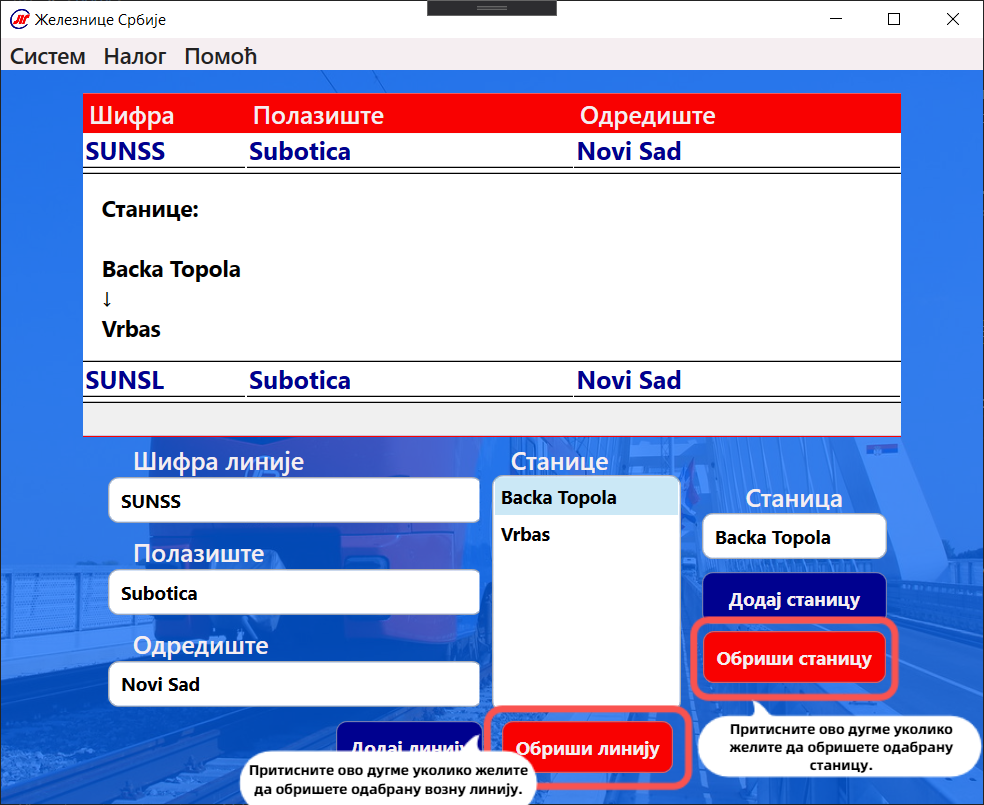 Железнице Србије
Систем Налог Помоћ
Шифра Полазиште Одредиште
SUNSS Subotica Novi Sad
Станице:
Backa Topola
↓
Vrbas
SUNSL Subotica Novi Sad
Шифра линије
SUNSS
Полазиште
Subotica
Одредиште
Novi Sad
Станице
Backa Topola
Vrbas
Станица
Backa Topola
Додај станицу
Обриши станицу
Притисните ово дугме уколико
желите да обришете одабрану
станицу.
Додај линију
Обриши линију
Притисните ово дугме уколико желите
да обришете одабрану возну линију.